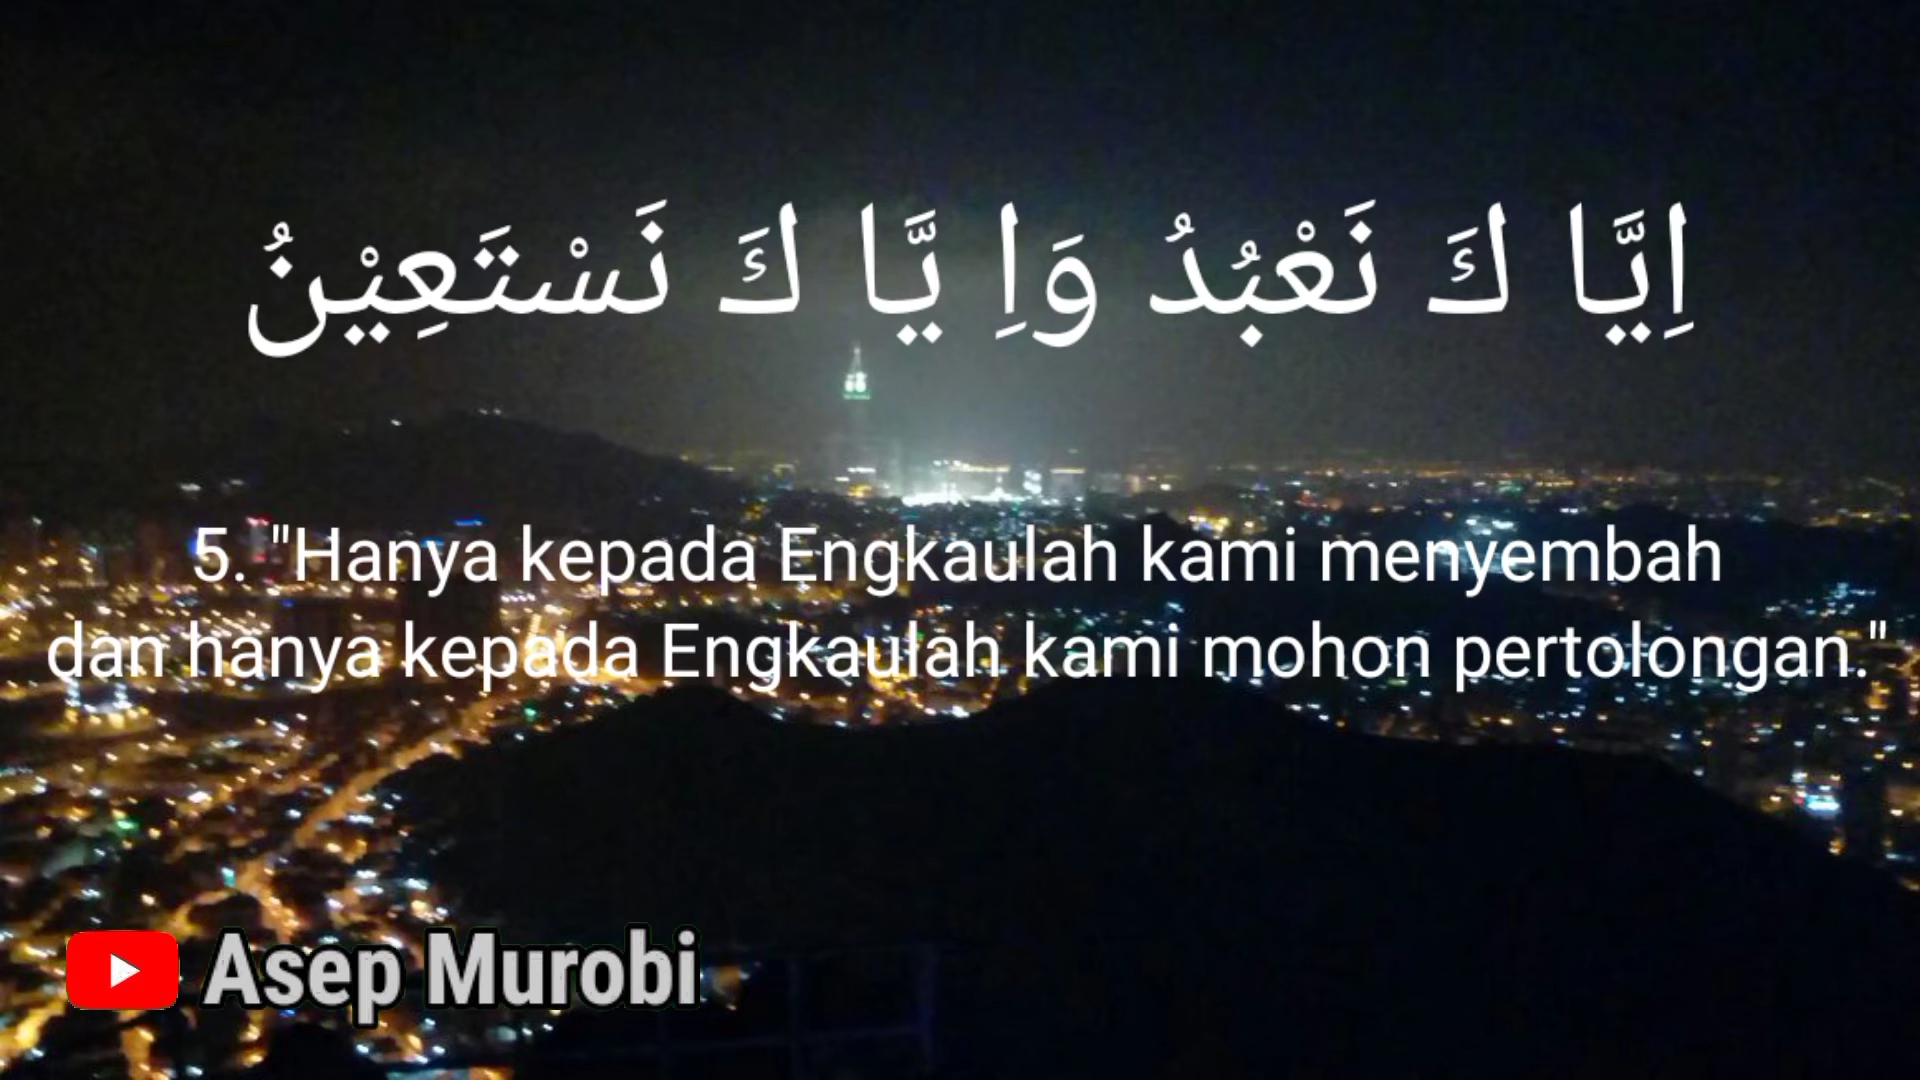 اِيَّا كَ نَعْبُدُ وَاِ يَّا كَ نَسْتَعِيْنُ
5. "Hanya kepada Engkaulah kami menyembah
dan hanya kepada Engkaulah kami mohon pertolongan."
Asep Murobi